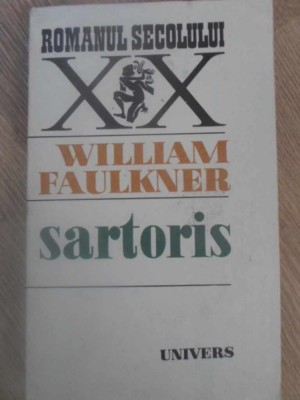 ROMANUL SECOLULUI
XX
WILLIAM
FAULKNER
sartoris
UNIVERS